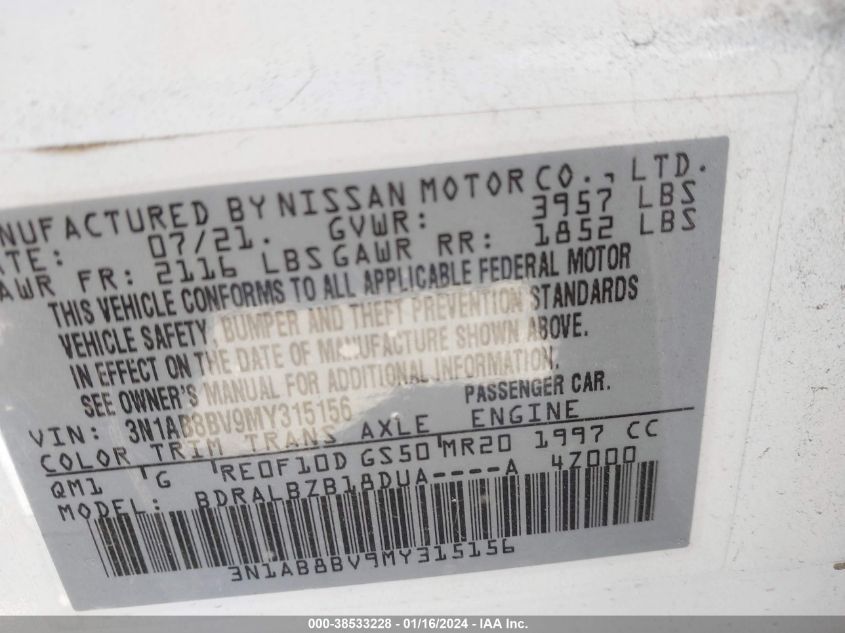 NUFACTURED BY NISSAN MOTOR CO., LTD.
ATE: 07/21. GVWR: 3957 LBS
AWR FR: 2116 LBS GAWR RR: 1852 LBS
THIS VEHICLE CONFORMS TO ALL APPLICABLE FEDERAL MOTOR
VEHICLE SAFETY, BUMPER AND THEFT PREVENTION STANDARDS
IN EFFECT ON THE DATE OF MANUFACTURE SHOWN ABOVE.
SEE OWNER'S MANUAL FOR ADDITIONAL INFORMATION.
VIN: 3N1AB8BV9MY315156 PASSENGER CAR.
COLOR TRIM TRANS AXLE ENGINE
QM1 G RE0F10D GS50 MR20 1997 CC
MODEL: BDRALBZB18DUA----A 4Z000
3N1AB8BV9MY315156
000-38533228 - 01/16/2024 - IAA Inc.